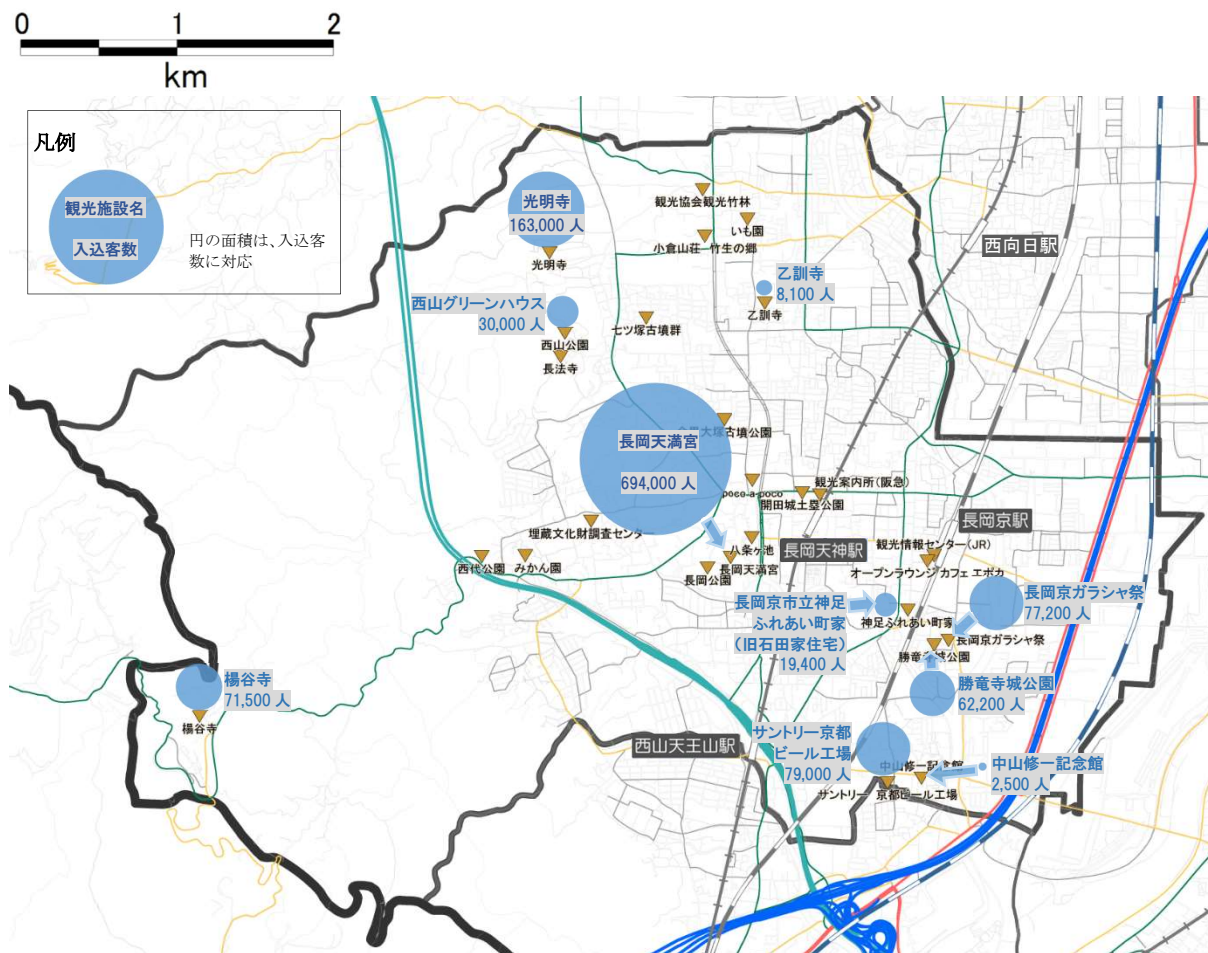 0 1 2
km
凡例
観光施設名
入込客数
円の面積は、入込客
数に対応
光明寺
163,000 人
光明寺
観光協会観光竹林
いも園
小倉山荘 竹生の郷
西向日駅
乙訓寺
8,100 人
乙訓寺
西山グリーンハウス
30,000 人
西山公園
長法寺
七ツ塚古墳群
大塚古墳公園
長岡天満宮
694,000 人
poco-a-poco
観光案内所(阪急)
開田城土塁公園
埋蔵文化財調査センター
西代公園
みかん園
八条ヶ池
長岡天満宮
長岡公園
長岡天神駅
長岡京駅
観光情報センター(JR)
オープンラウンジ カフェ エポカ
長岡京市立神足
ふれあい町家
(旧石田家住宅)
19,400 人
神足ふれあい町家
長岡京ガラシャ祭
77,200 人
長岡京ガラシャ祭
勝竜寺城公園
勝竜寺城公園
62,200 人
楊谷寺
71,500 人
楊谷寺
西山天王山駅
サントリー京都
ビール工場
79,000 人
中山修一記念館
中山修一記念館
2,500 人
サントリー 京都ビール工場